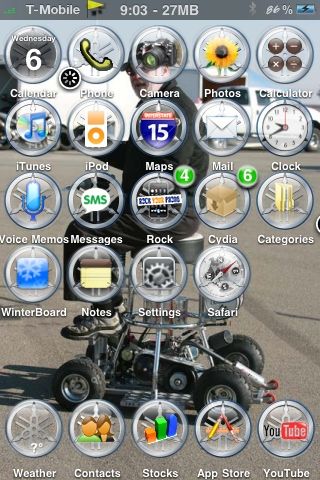 T-Mobile 9:03 - 27MB 86 %
Wednesday
6
Calendar Phone Camera Photos Calculator
INTERSTATE
15
iTunes iPod Maps Mail Clock
4 6
SMS ROCK YOUR PHONE
Voice Memos Messages Rock Cydia Categories
WinterBoard Notes Settings Safari
?° YouTube
Weather Contacts Stocks App Store YouTube